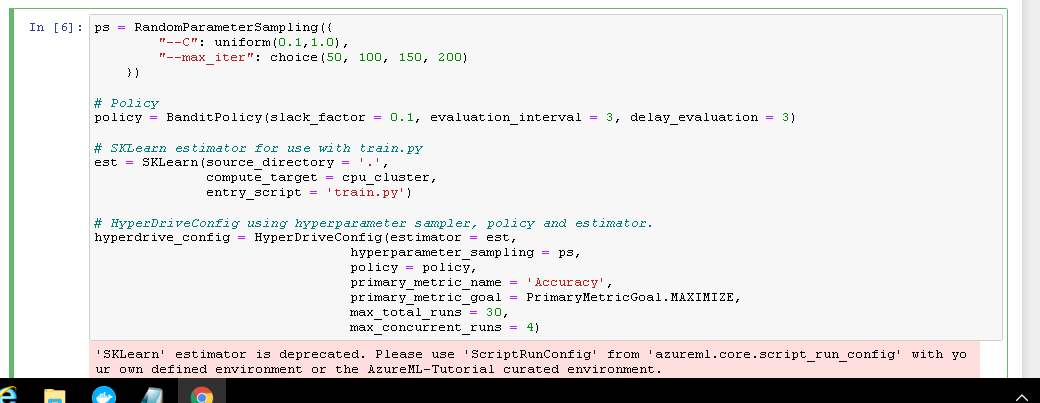 In [6]: ps = RandomParameterSampling({
"--C": uniform(0.1,1.0),
"--max_iter": choice(50, 100, 150, 200)
})
# Policy
policy = BanditPolicy(slack_factor = 0.1, evaluation_interval = 3, delay_evaluation = 3)
# SKLearn estimator for use with train.py
est = SKLearn(source_directory = '.',
compute_target = cpu_cluster,
entry_script = 'train.py')
# HyperDriveConfig using hyperparameter sampler, policy and estimator.
hyperdrive_config = HyperDriveConfig(estimator = est,
hyperparameter_sampling = ps,
policy = policy,
primary_metric_name = 'Accuracy',
primary_metric_goal = PrimaryMetricGoal.MAXIMIZE,
max_total_runs = 30,
max_concurrent_runs = 4)
'SKLearn' estimator is deprecated. Please use 'ScriptRunConfig' from 'azureml.core.script_run_config' with yo
ur own defined environment or the AzureML-Tutorial curated environment.